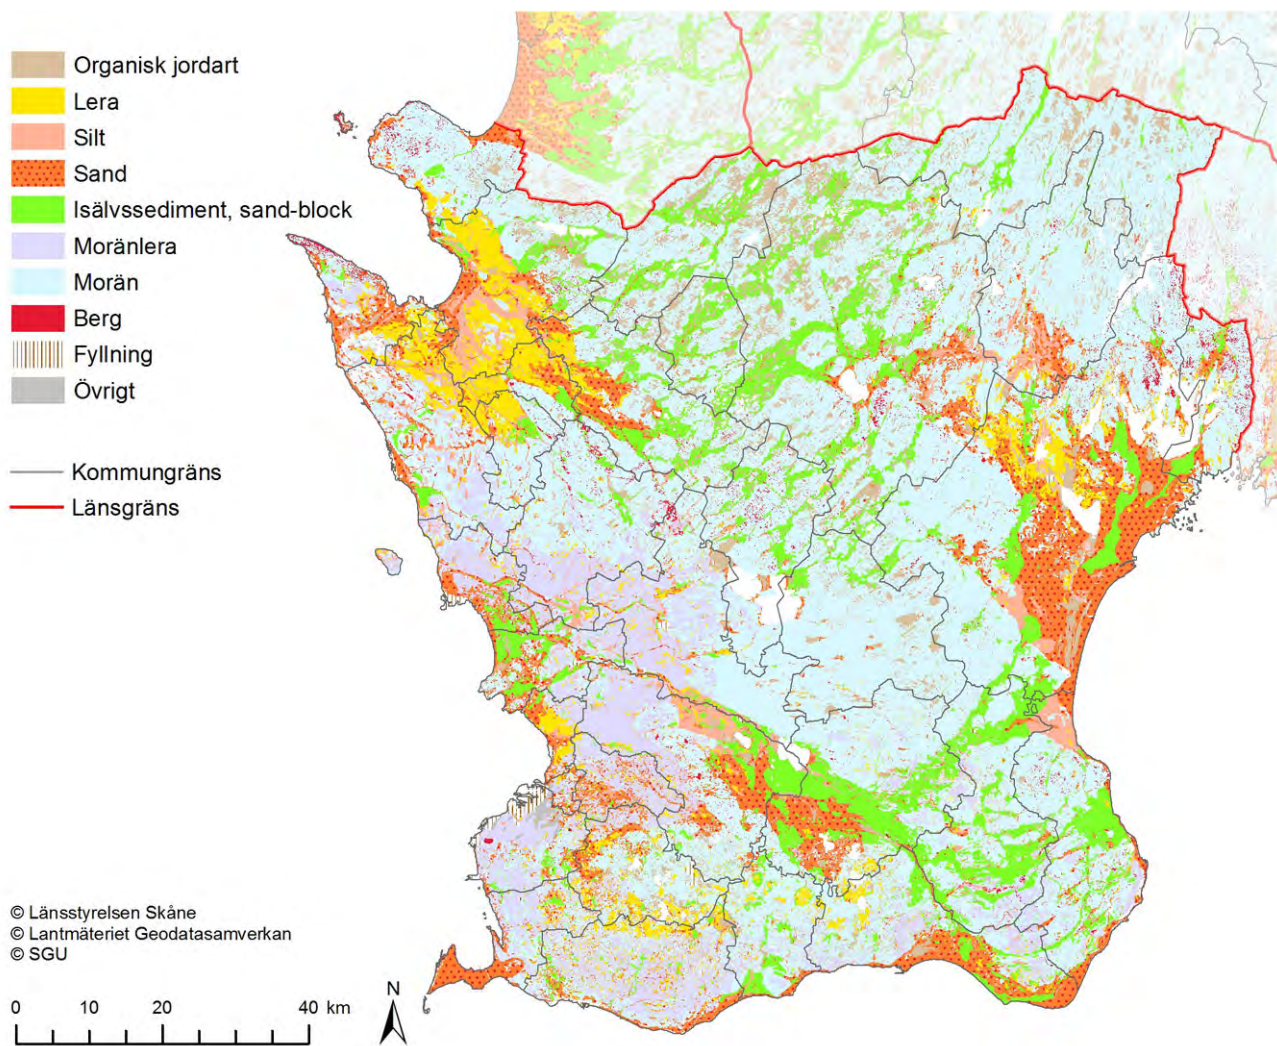 Organisk jordart
Lera
Silt
Sand
Isälvssediment, sand-block
Moränlera
Morän
Berg
Fyllning
Övrigt
Kommungräns
Länsgräns
© Länsstyrelsen Skåne
© Lantmäteriet Geodatasamverkan
© SGU
0 10 20 40 km
N